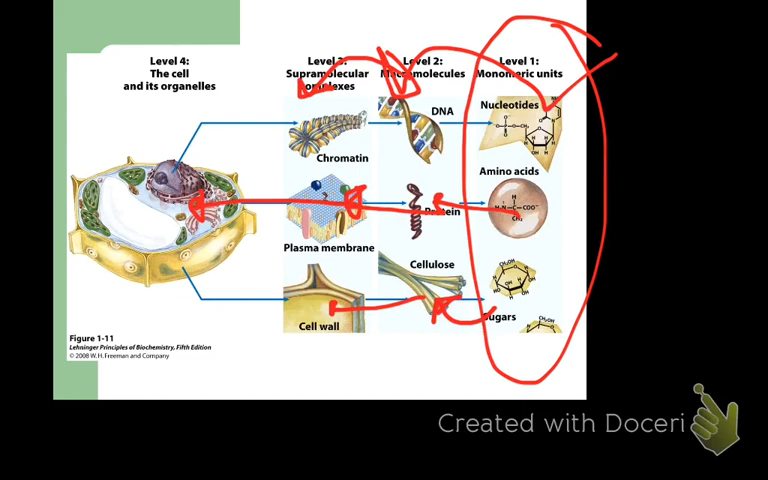 Level 4:
The cell
and its organelles
Level 3:
Supramolecular
complexes
Level 2:
Macromolecules
Level 1:
Monomeric units
DNA
Nucleotides
Chromatin
Amino acids
Protein
Plasma membrane
Cellulose
Cell wall
Sugars
Figure 1-11
Lehninger Principles of Biochemistry, Fifth Edition
© 2008 W. H. Freeman and Company
Created with Doceri